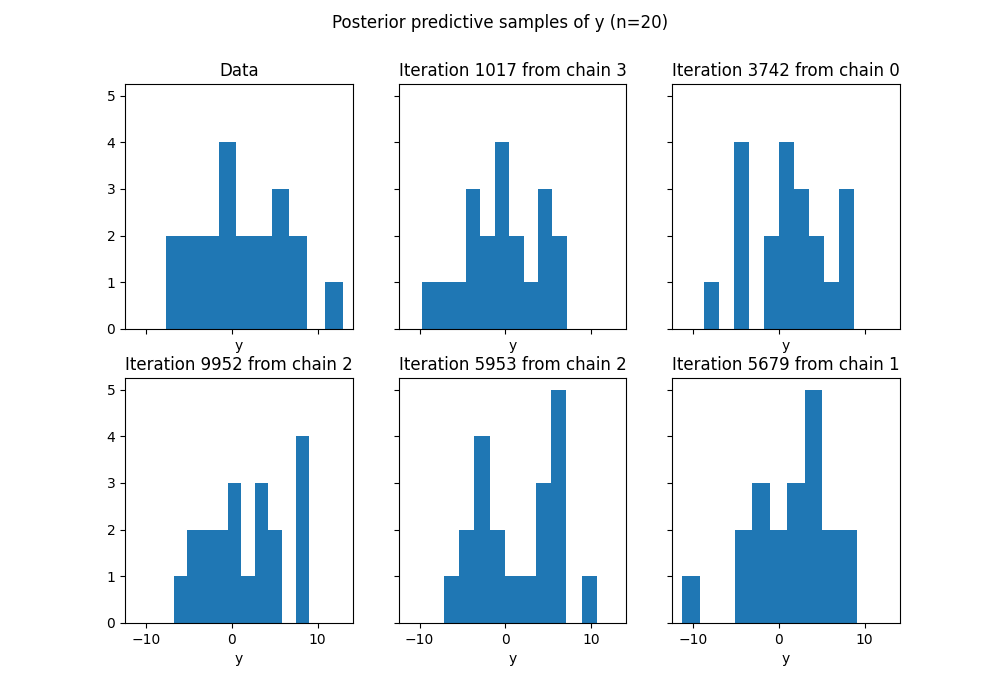 Posterior predictive samples of y (n=20)
Data
Iteration 1017 from chain 3
Iteration 3742 from chain 0
5
4
3
2
1
0
y
y
y
Iteration 9952 from chain 2
Iteration 5953 from chain 2
Iteration 5679 from chain 1
5
4
3
2
1
0
−10 0 10
−10 0 10
−10 0 10
y
y
y